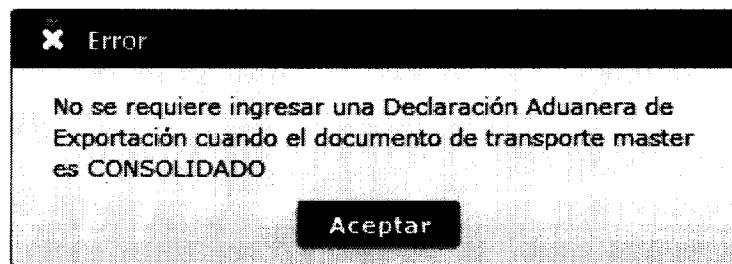 Error
No se requiere ingresar una Declaración Aduanera de
Exportación cuando el documento de transporte master
es CONSOLIDADO
Aceptar